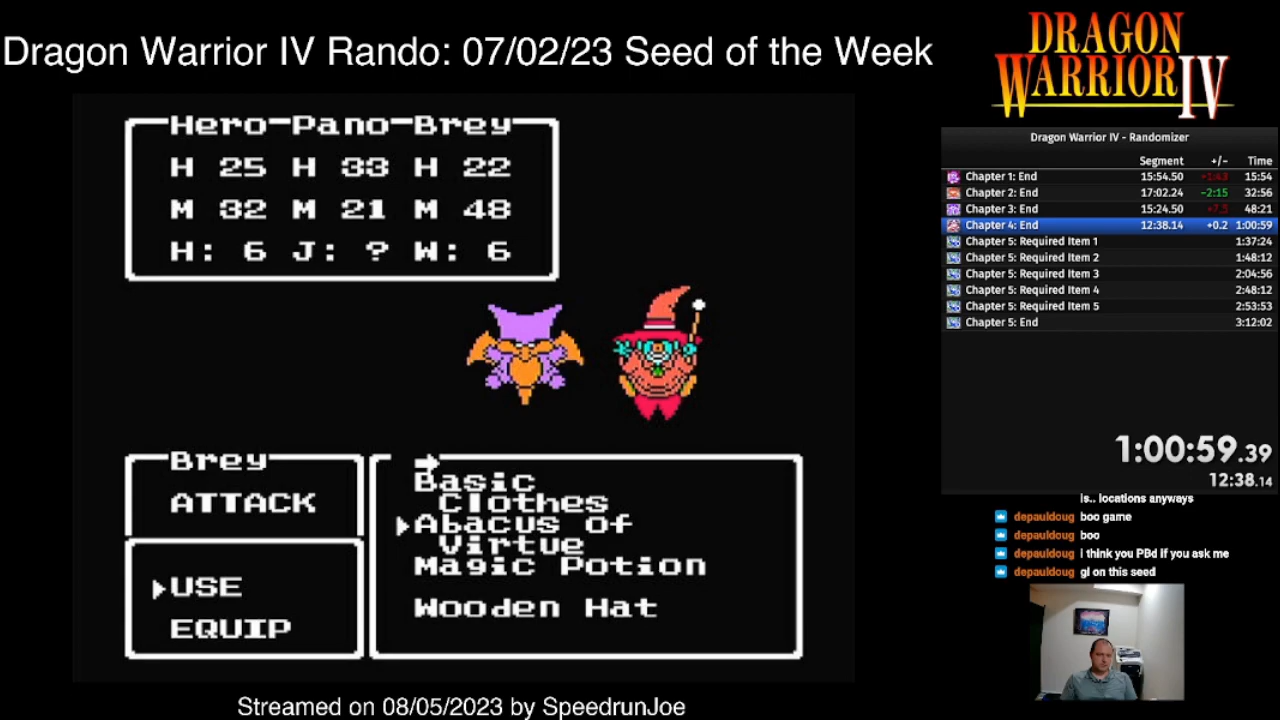 Dragon Warrior IV Rando: 07/02/23 Seed of the Week
DRAGON
WARRIOR IV
Hero Pano Brey
H 25 H 33 H 22
M 32 M 21 M 48
H: 6 J: ? W: 6
Brey
ATTACK
USE
EQUIP
Basic
Clothes
Abacus of
Virtue
Magic Potion
Wooden Hat
Dragon Warrior IV - Randomizer
Segment +/- Time
Chapter 1: End 15:54.50 15:54
Chapter 2: End 17:02.24 −2:15 32:56
Chapter 3: End 15:24.50 +7.5 48:21
Chapter 4: End 12:38.14 +0.2 1:00:59
Chapter 5: Required Item 1 1:37:24
Chapter 5: Required Item 2 1:48:12
Chapter 5: Required Item 3 2:04:56
Chapter 5: Required Item 4 2:48:12
Chapter 5: Required Item 5 2:53:53
Chapter 5: End 3:12:02
1:00:59.39
12:38.14
is.. locations anyways
depauldoug boo game
depauldoug boo
depauldoug i think you PBd if you ask me
depauldoug gl on this seed
Streamed on 08/05/2023 by SpeedrunJoe